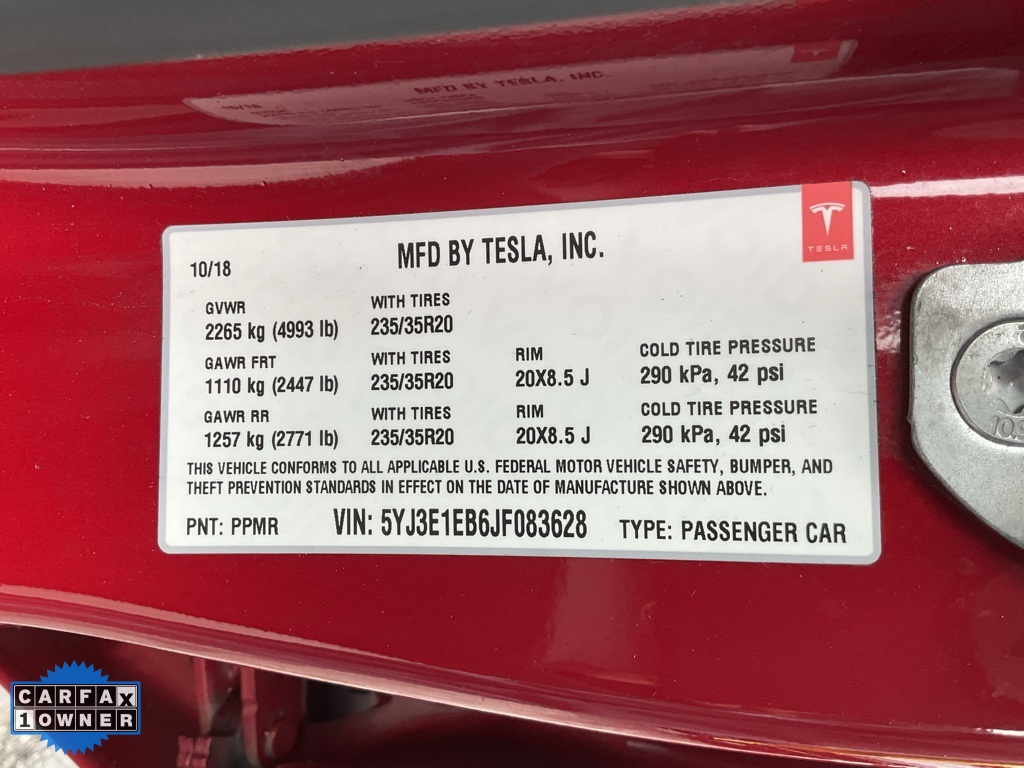 10/18
MFD BY TESLA, INC.
TESLA
GVWR WITH TIRES
2265 kg (4993 lb) 235/35R20
GAWR FRT WITH TIRES RIM COLD TIRE PRESSURE
1110 kg (2447 lb) 235/35R20 20X8.5 J 290 kPa, 42 psi
GAWR RR WITH TIRES RIM COLD TIRE PRESSURE
1257 kg (2771 lb) 235/35R20 20X8.5 J 290 kPa, 42 psi
THIS VEHICLE CONFORMS TO ALL APPLICABLE U.S. FEDERAL MOTOR VEHICLE SAFETY, BUMPER, AND
THEFT PREVENTION STANDARDS IN EFFECT ON THE DATE OF MANUFACTURE SHOWN ABOVE.
PNT: PPMR VIN: 5YJ3E1EB6JF083628 TYPE: PASSENGER CAR
CARFAX
1 OWNER